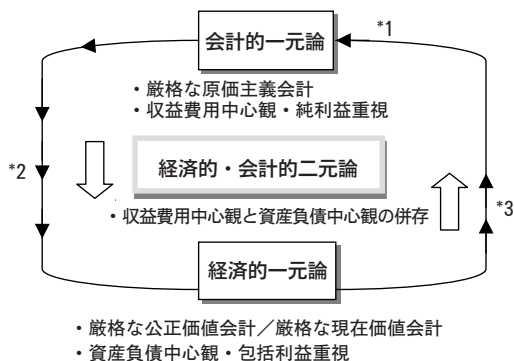 会計的一元論
*1
・厳格な原価主義会計
・収益費用中心観・純利益重視
*2
経済的・会計的二元論
・収益費用中心観と資産負債中心観の併存
*3
経済的一元論
・厳格な公正価値会計／厳格な現在価値会計
・資産負債中心観・包括利益重視